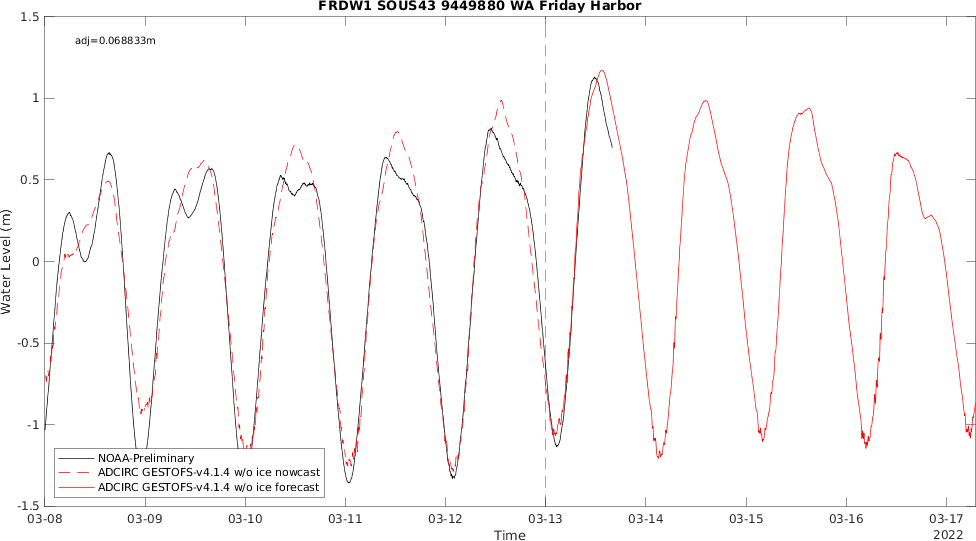 FRDW1 SOUS43 9449880 WA Friday Harbor
adj=0.068833m
1.5
1
0.5
0
-0.5
-1
-1.5
Water Level (m)
NOAA-Preliminary
ADCIRC GESTOFS-v4.1.4 w/o ice nowcast
ADCIRC GESTOFS-v4.1.4 w/o ice forecast
03-08 03-09 03-10 03-11 03-12 03-13 03-14 03-15 03-16 03-17
2022
Time